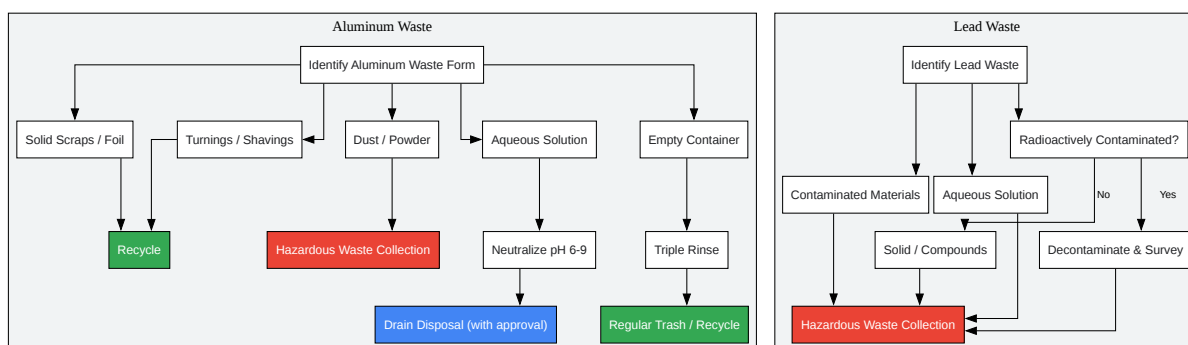 Aluminum Waste
Identify Aluminum Waste Form
Solid Scraps / Foil
Turnings / Shavings
Dust / Powder
Aqueous Solution
Empty Container
Recycle
Hazardous Waste Collection
Neutralize pH 6-9
Triple Rinse
Drain Disposal (with approval)
Regular Trash / Recycle
Lead Waste
Identify Lead Waste
Radioactively Contaminated?
Contaminated Materials
Aqueous Solution
No
Yes
Solid / Compounds
Decontaminate & Survey
Hazardous Waste Collection